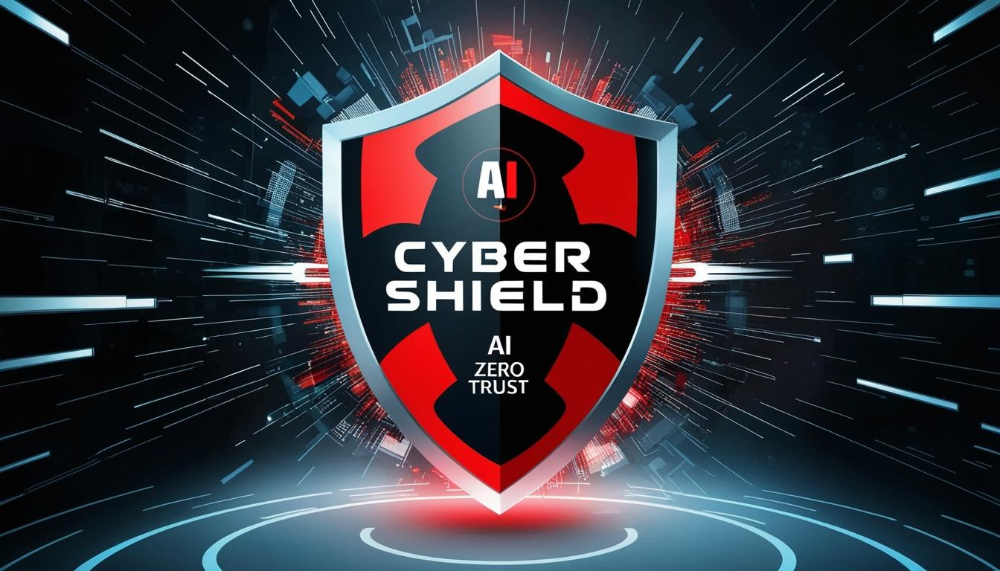 AI
CYBER
SHIELD
AI
ZERO
TRUST